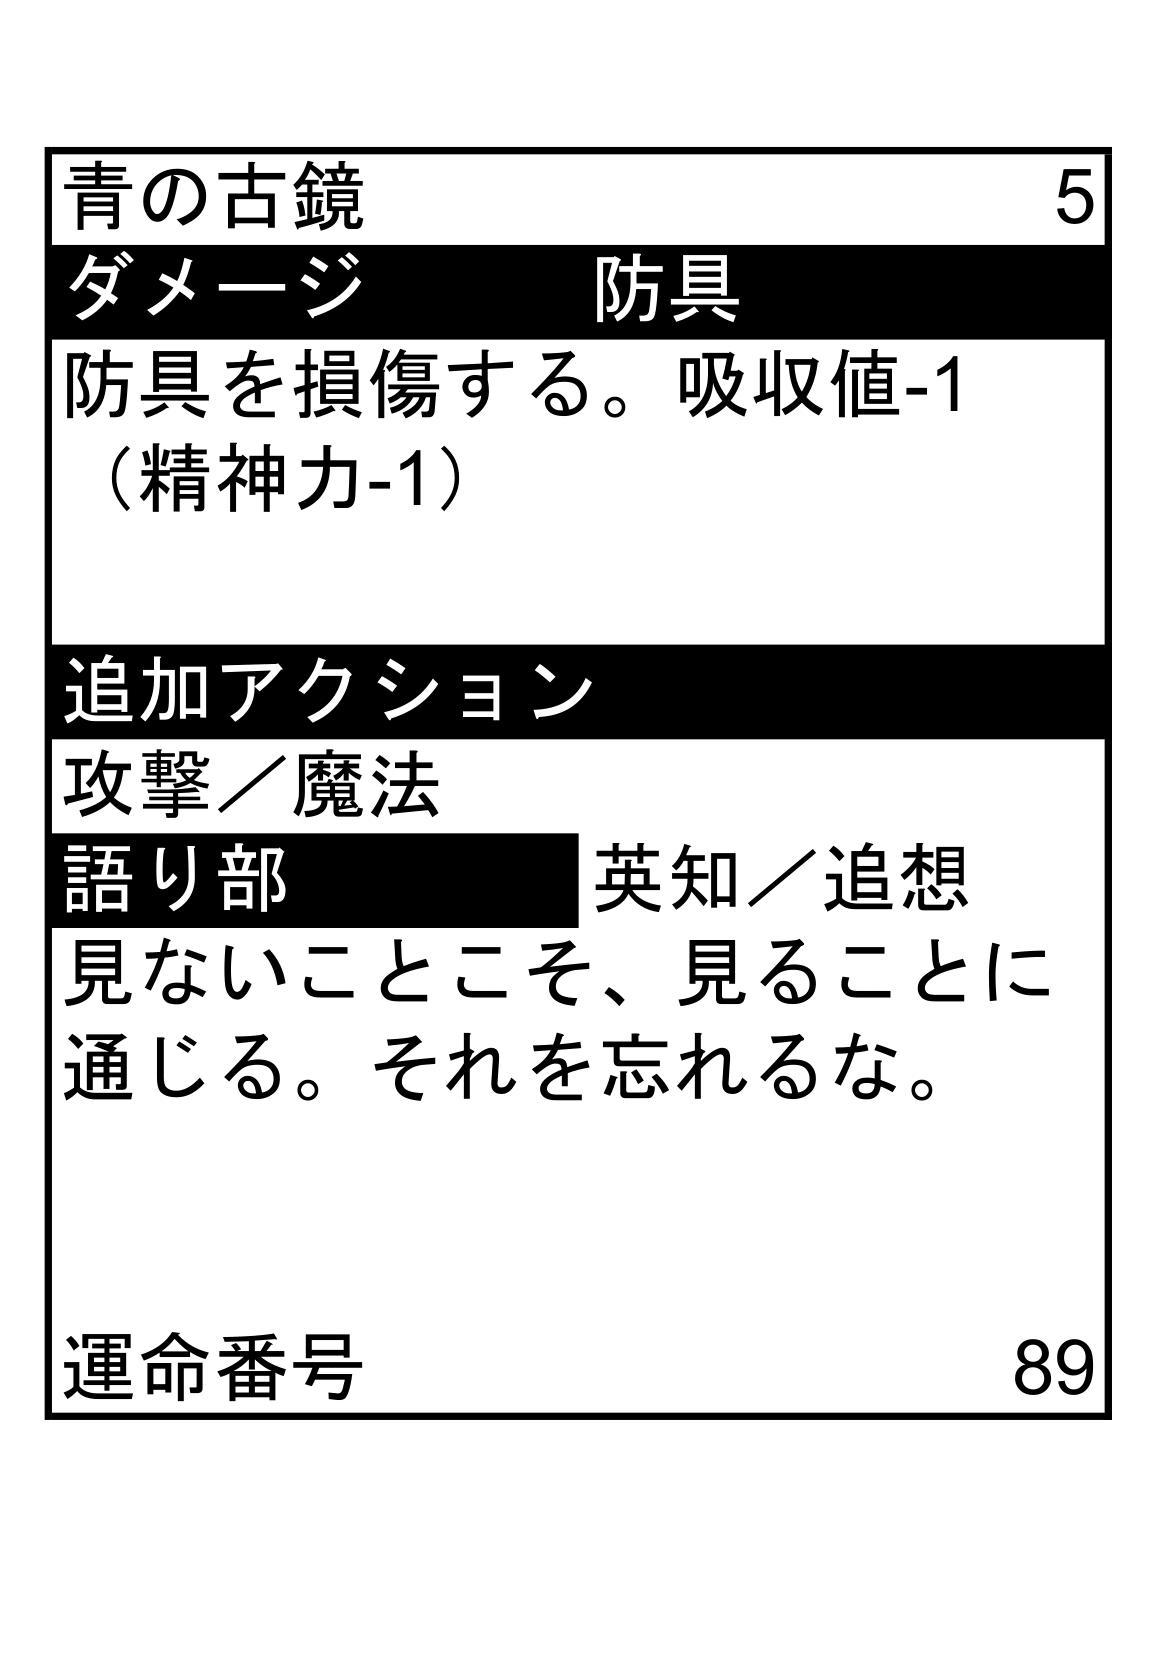 青の古鏡 5
ダメージ 防具
防具を損傷する。吸収値-1
（精神力-1）
追加アクション
攻撃／魔法
語り部 英知／追想
見ないことこそ、見ることに
通じる。それを忘れるな。
運命番号 89